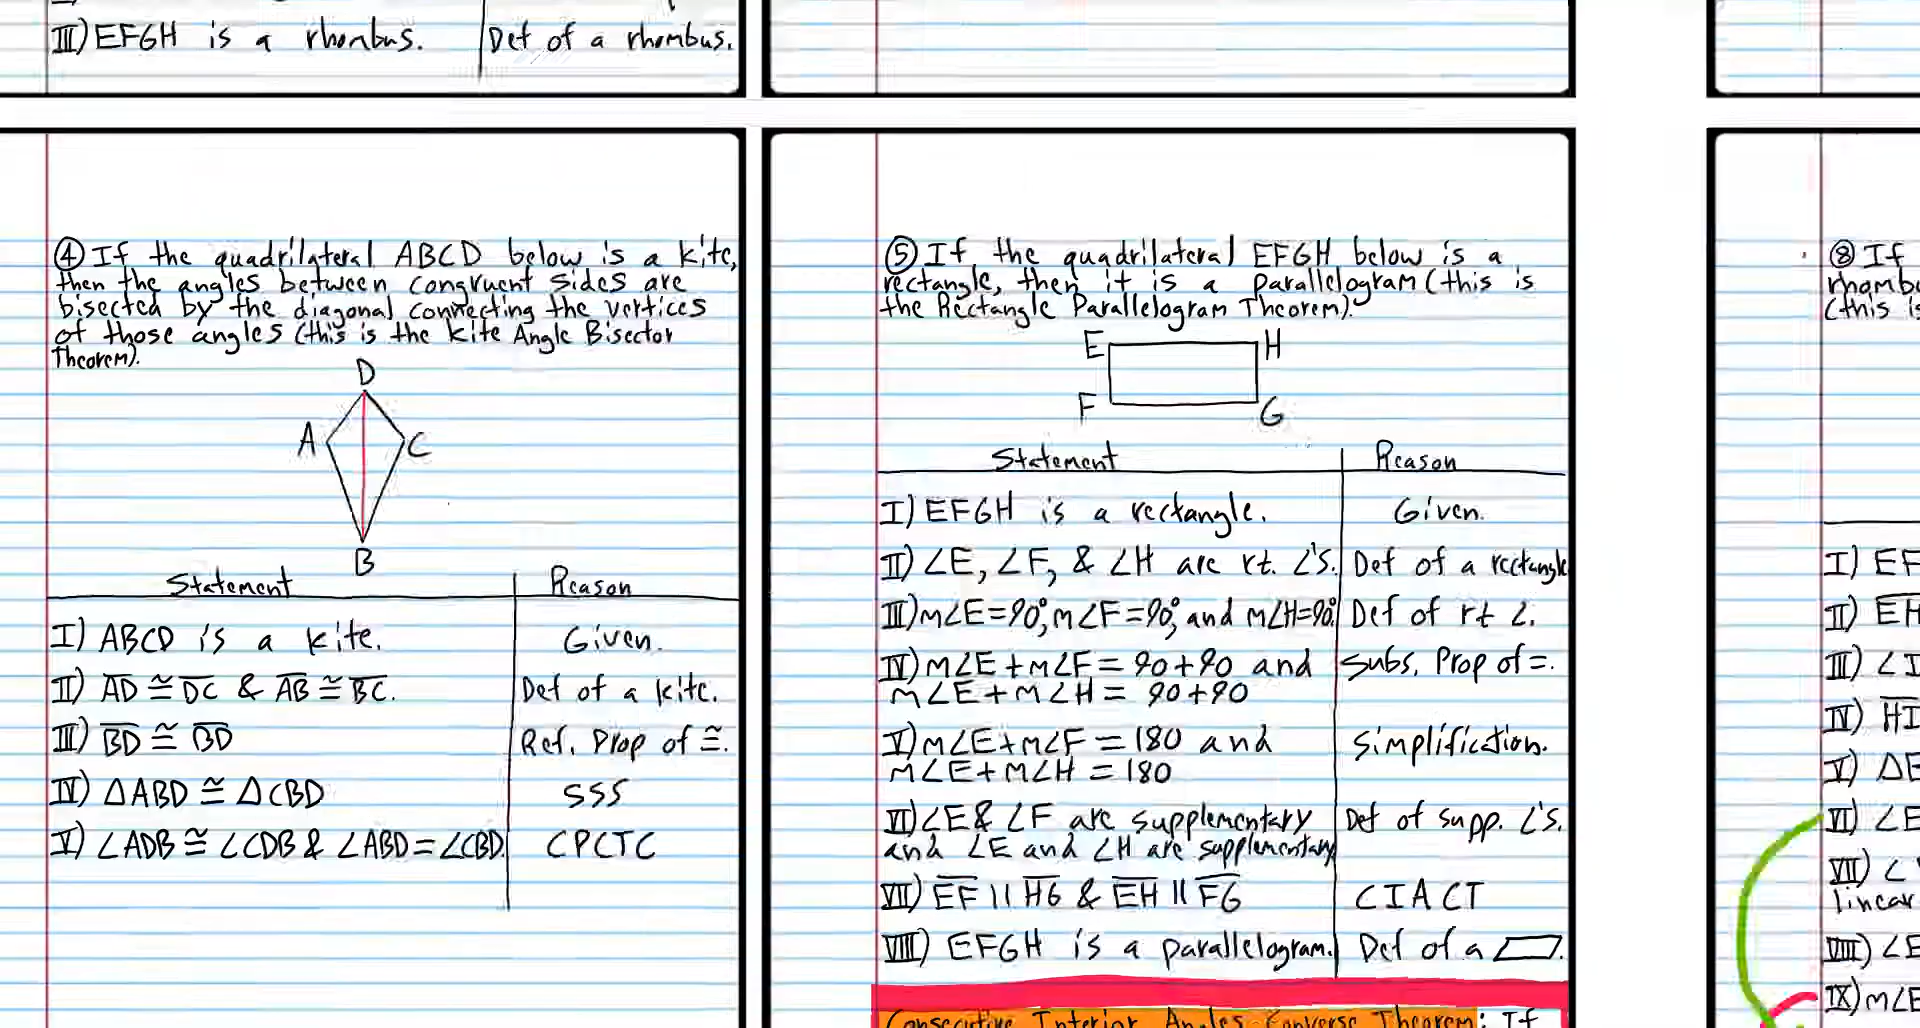 III) EFGH is a rhombus.
Def of a rhombus.
④ If the quadrilateral ABCD below is a kite,
then the angles between congruent sides are
bisected by the diagonal connecting the vertices
of those angles (this is the Kite Angle Bisector
Theorem).
D
A
C
B
Statement
Reason
I) ABCD is a kite.
Given.
II) AD ≅ DC & AB ≅ BC.
Def of a kite.
III) BD ≅ BD
Ref. Prop of ≅.
IV) △ABD ≅ △CBD
SSS
V) ∠ADB ≅ ∠CDB & ∠ABD = ∠CBD.
CPCTC
⑤ If the quadrilateral EFGH below is a
rectangle, then it is a parallelogram (this is
the Rectangle Parallelogram Theorem).
E
H
F
G
Statement
Reason
I) EFGH is a rectangle.
Given.
II) ∠E, ∠F, & ∠H are rt. ∠'s.
Def of a rectangle
III) m∠E=90°, m∠F=90°, and m∠H=90°
Def of rt ∠.
IV) m∠E + m∠F = 90+90 and
m∠E + m∠H = 90+90
Subs. Prop of =.
V) m∠E + m∠F = 180 and
m∠E + m∠H = 180
Simplification.
VI) ∠E & ∠F are supplementary
and ∠E and ∠H are supplementary
Def of supp. ∠'s.
VII) EF || HG & EH || FG
CIACT
VIII) EFGH is a parallelogram.
Def of a ▱.
Consecutive Interior Angles Converse Theorem: If
⑧ If
(this is
I) EF
II) EH
III) ∠I
IV) HI
V) △E
VI) ∠E
VII) ∠
linear
VIII) ∠E
IX) m∠E